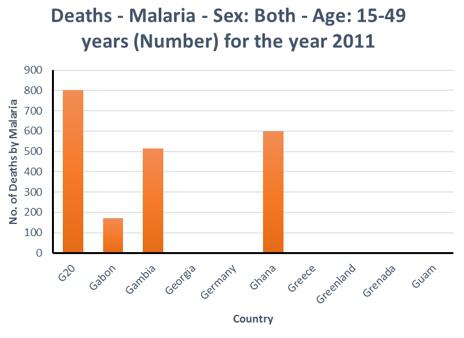 Deaths - Malaria - Sex: Both - Age: 15-49
years (Number) for the year 2011
900
800
700
600
500
400
300
200
100
0
No. of Deaths by Malaria
G20
Gabon
Gambia
Georgia
Germany
Ghana
Greece
Greenland
Grenada
Guam
Country